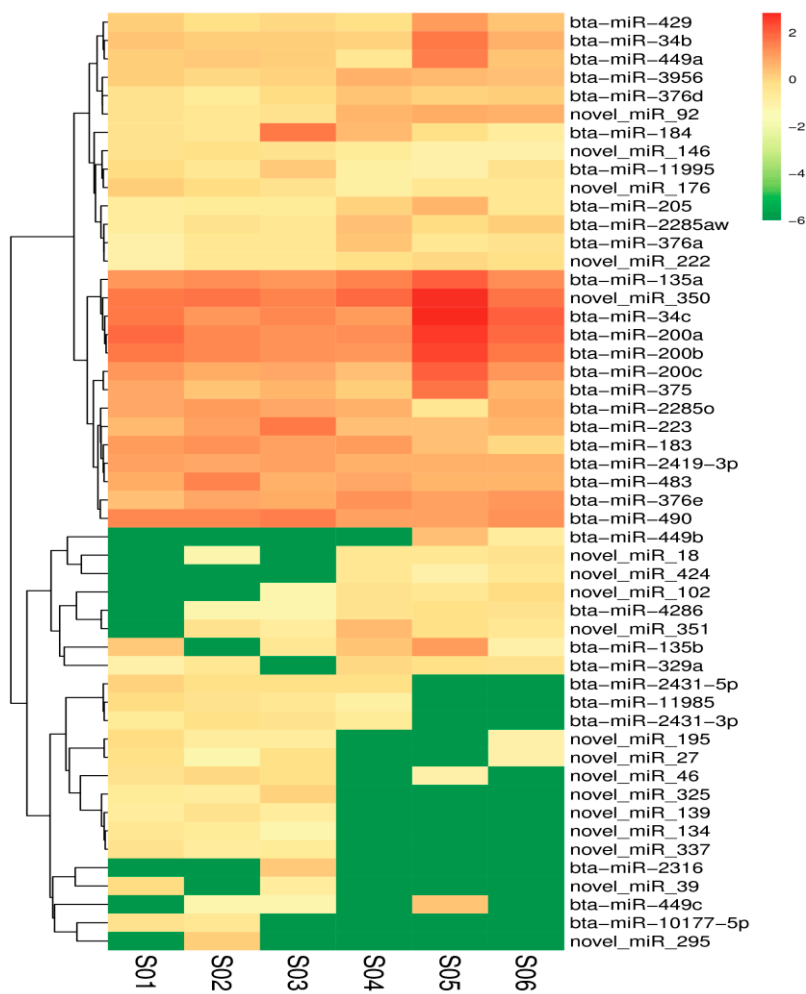 bta-miR-429
bta-miR-34b
bta-miR-449a
bta-miR-3956
bta-miR-376d
novel_miR_92
bta-miR-184
novel_miR_146
bta-miR-11995
novel_miR_176
bta-miR-205
bta-miR-2285aw
bta-miR-376a
novel_miR_222
bta-miR-135a
novel_miR_350
bta-miR-34c
bta-miR-200a
bta-miR-200b
bta-miR-200c
bta-miR-375
bta-miR-2285o
bta-miR-223
bta-miR-183
bta-miR-2419-3p
bta-miR-483
bta-miR-376e
bta-miR-490
bta-miR-449b
novel_miR_18
novel_miR_424
novel_miR_102
bta-miR-4286
novel_miR_351
bta-miR-135b
bta-miR-329a
bta-miR-2431-5p
bta-miR-11985
bta-miR-2431-3p
novel_miR_195
novel_miR_27
novel_miR_46
novel_miR_325
novel_miR_139
novel_miR_134
novel_miR_337
bta-miR-2316
novel_miR_39
bta-miR-449c
bta-miR-10177-5p
novel_miR_295
S01 S02 S03 S04 S05 S06
2
0
-2
-4
-6